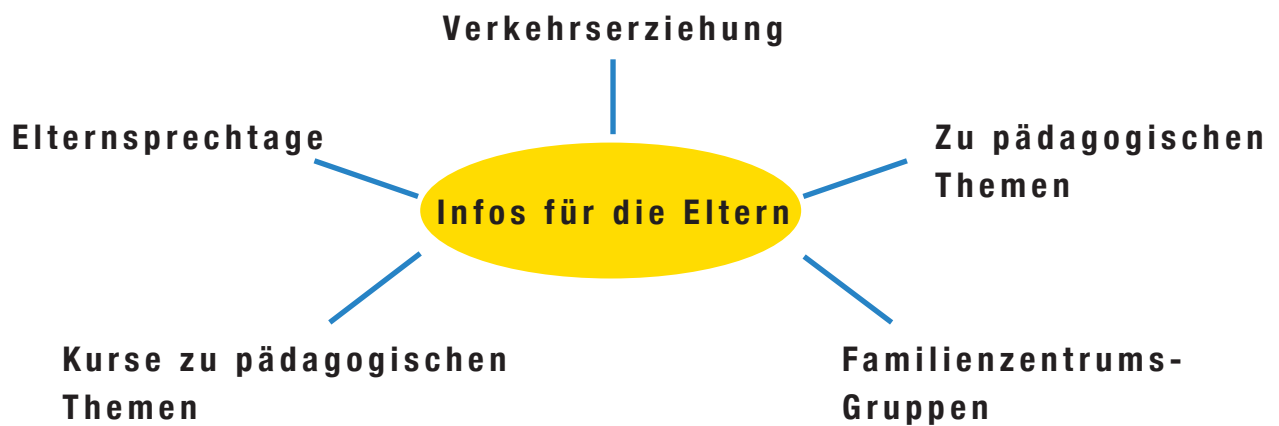 Verkehrserziehung
Elternsprechtage
Zu pädagogischen
Themen
Infos für die Eltern
Kurse zu pädagogischen
Themen
Familienzentrums-
Gruppen